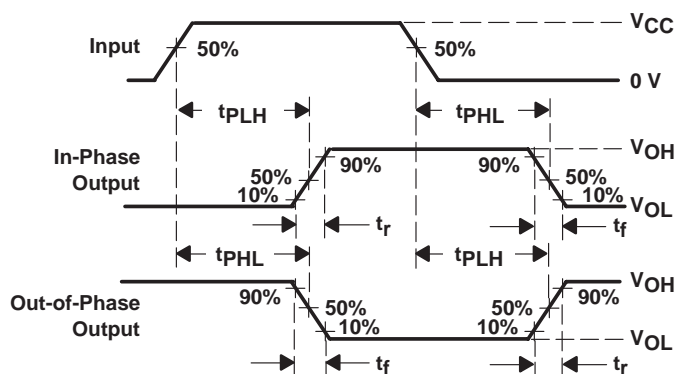 VCC
Input
50%
50%
0 V
tPLH
tPHL
In-Phase
Output
90%
90%
VOH
50%
50%
10%
10%
VOL
tr
tf
tPHL
tPLH
Out-of-Phase
Output
90%
90%
VOH
50%
50%
10%
10%
VOL
tf
tr